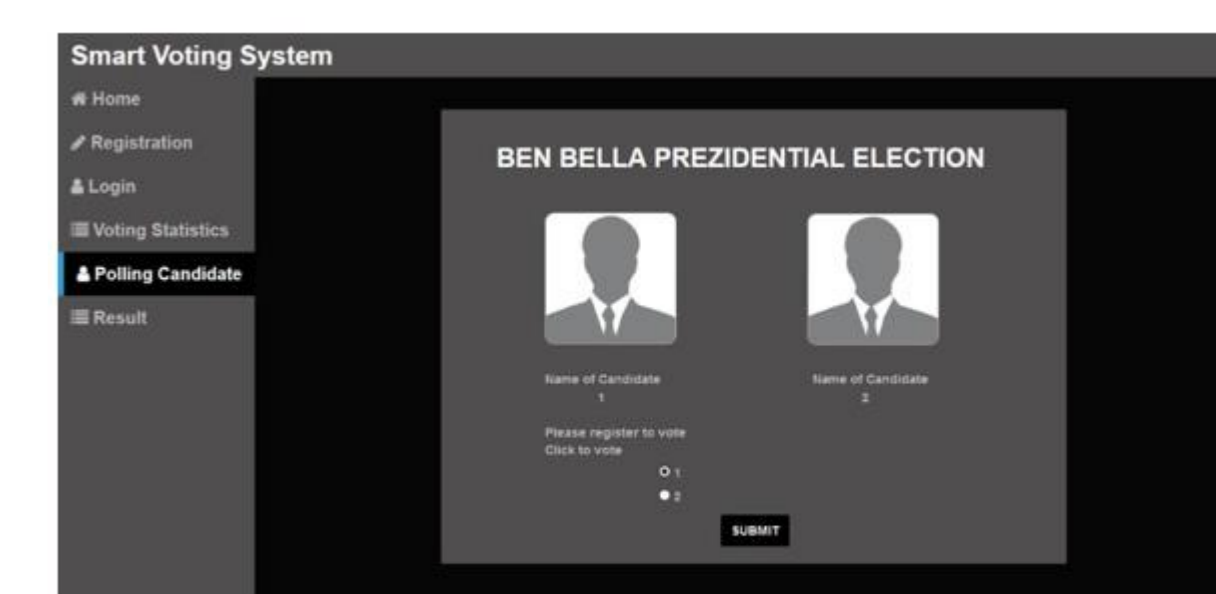 Smart Voting System
Home
Registration
Login
Voting Statistics
Polling Candidate
Result
BEN BELLA PREZIDENTIAL ELECTION
Name of Candidate
1
Name of Candidate
2
Please register to vote
Click to vote
1
2
SUBMIT